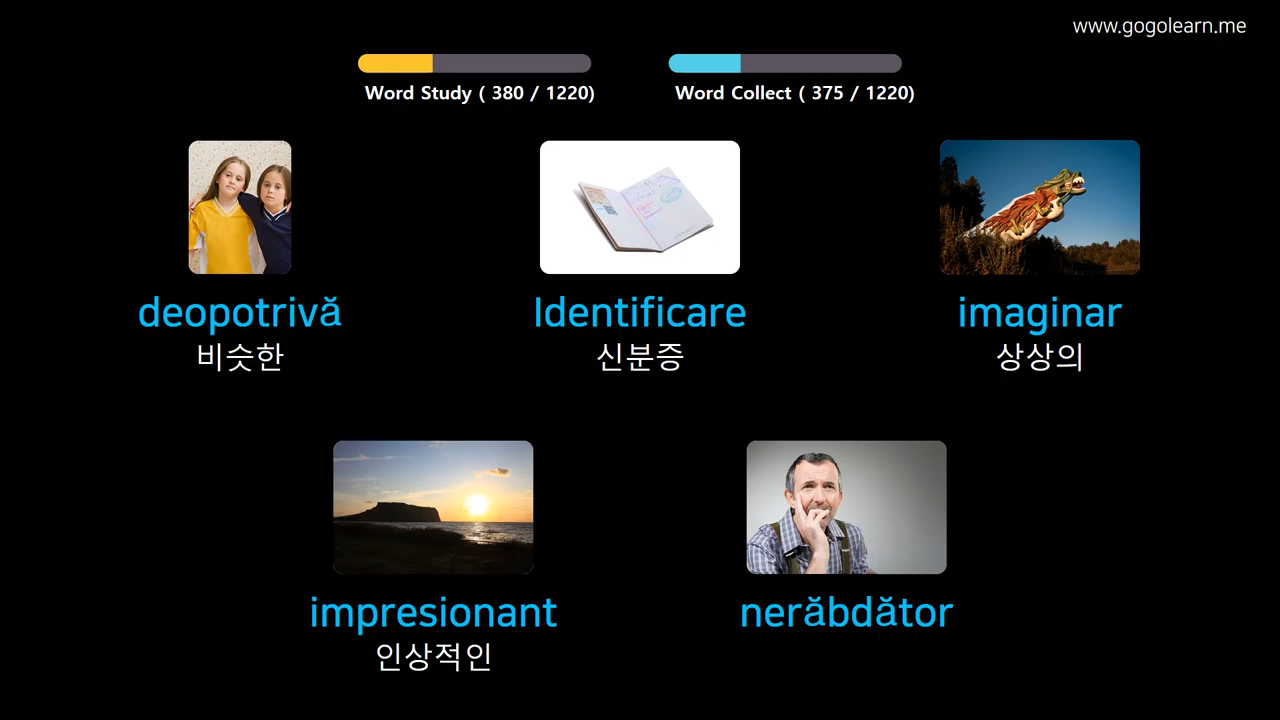 www.gogolearn.me
Word Study ( 380 / 1220)
Word Collect ( 375 / 1220)
deopotrivă
비슷한
Identificare
신분증
imaginar
상상의
impresionant
인상적인
nerăbdător